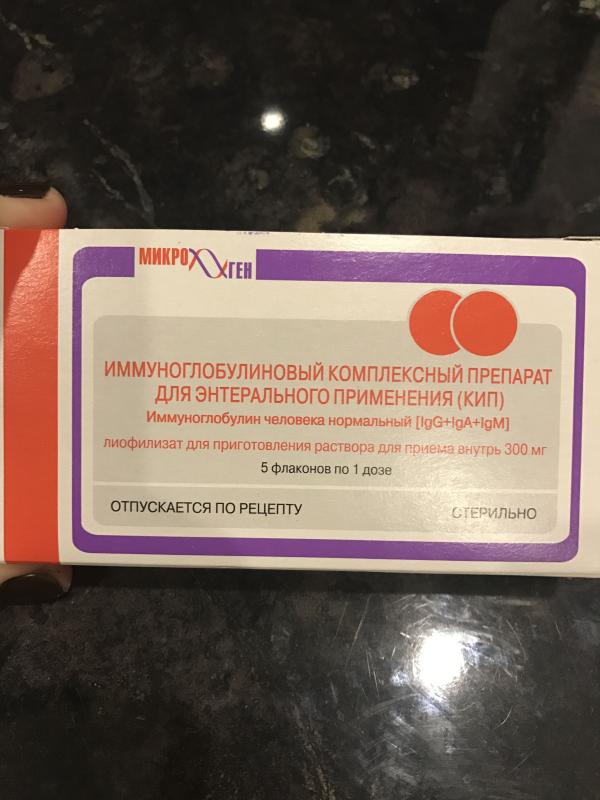 МИКРОГЕН
ИММУНОГЛОБУЛИНОВЫЙ КОМПЛЕКСНЫЙ ПРЕПАРАТ
ДЛЯ ЭНТЕРАЛЬНОГО ПРИМЕНЕНИЯ (КИП)
Иммуноглобулин человека нормальный [IgG+IgA+IgM]
лиофилизат для приготовления раствора для приема внутрь 300 мг
5 флаконов по 1 дозе
ОТПУСКАЕТСЯ ПО РЕЦЕПТУ
СТЕРИЛЬНО